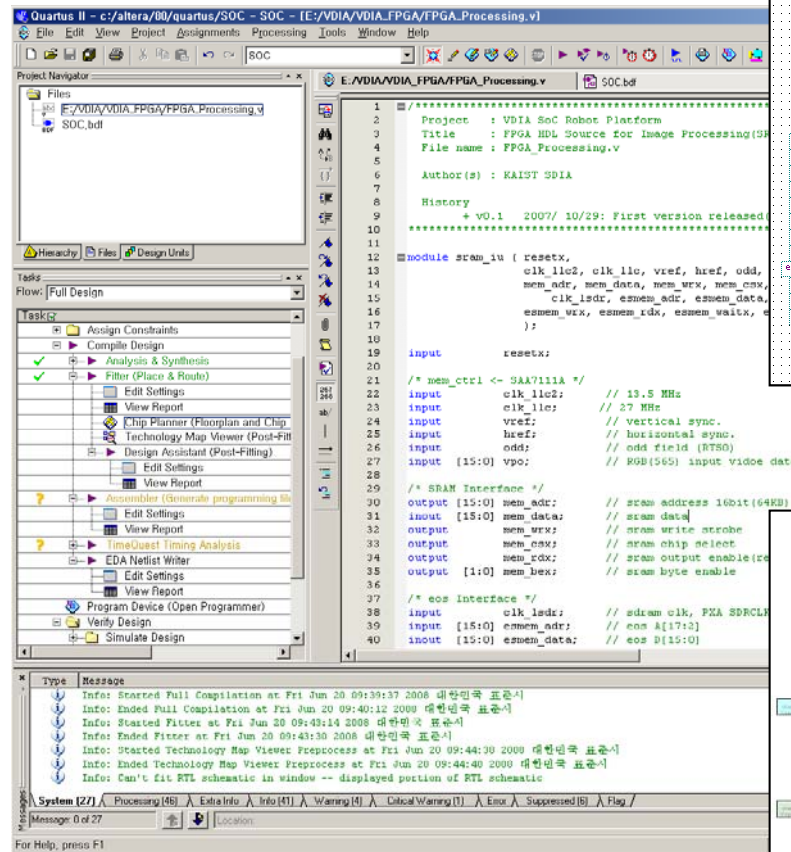 Quartus II - c:/altera/80/quartus/SOC - SOC - [E:/VDIA/VDIA_FPGA/FPGA_Processing.v]
File Edit View Project Assignments Processing Tools Window Help
SOC
Project Navigator
Files
E:/VDIA/VDIA_FPGA/FPGA_Processing.v
SOC.bdf
Hierarchy Files Design Units
Tasks
Flow: Full Design
Task
Assign Constraints
Compile Design
Analysis & Synthesis
Fitter (Place & Route)
Edit Settings
View Report
Chip Planner (Floorplan and Chip
Technology Map Viewer (Post-Fitt
Design Assistant (Post-Fitting)
Edit Settings
View Report
Assembler (Generate programming file
Edit Settings
View Report
TimeQuest Timing Analysis
EDA Netlist Writer
Edit Settings
View Report
Program Device (Open Programmer)
Verify Design
Simulate Design
E:/VDIA/VDIA_FPGA/FPGA_Processing.v SOC.bdf
1 /****************************************************
2 Project : VDIA SoC Robot Platform
3 Title : FPGA HDL Source for Image Processing(SR
4 File name : FPGA_Processing.v
5
6 Author(s) : KAIST SDIA
7
8 History
9 + v0.1 2007/ 10/29: First version released(
10 ****************************************************
11
12 module sram_iu ( resetx,
13 clk_llc2, clk_llc, vref, href, odd,
14 mem_adr, mem_data, mem_wrx, mem_csx,
15 clk_lsdr, esmem_adr, esmem_data,
16 esmem_wrx, esmem_rdx, esmem_waitx, e
17 );
18
19 input resetx;
20
21 /* mem_ctrl <- SAA7111A */
22 input clk_llc2; // 13.5 MHz
23 input clk_llc; // 27 MHz
24 input vref; // vertical sync.
25 input href; // horizontal sync.
26 input odd; // odd field (RTSO)
27 input [15:0] vpo; // RGB(565) input vidoe dat
28
29 /* SRAM Interface */
30 output [15:0] mem_adr; // sram address 16bit(64KB)
31 inout [15:0] mem_data; // sram data
32 output mem_wrx; // sram write strobe
33 output mem_csx; // sram chip select
34 output mem_rdx; // sram output enable(re
35 output [1:0] mem_bex; // sram byte enable
36
37 /* eos Interface */
38 input clk_lsdr; // sdram clk, PXA SDRCLK
39 input [15:0] esmem_adr; // eos A[17:2]
40 inout [15:0] esmem_data; // eos D[15:0]
Type Message
Info: Started Full Compilation at Fri Jun 20 09:39:37 2008 대한민국 표준시
Info: Ended Full Compilation at Fri Jun 20 09:40:12 2008 대한민국 표준시
Info: Started Fitter at Fri Jun 20 09:43:14 2008 대한민국 표준시
Info: Ended Fitter at Fri Jun 20 09:43:30 2008 대한민국 표준시
Info: Started Technology Map Viewer Preprocess at Fri Jun 20 09:44:38 2008 대한민국 표준시
Info: Ended Technology Map Viewer Preprocess at Fri Jun 20 09:44:40 2008 대한민국 표준시
Info: Can't fit RTL schematic in window -- displayed portion of RTL schematic
System (27) Processing (46) Extra Info Info (41) Warning (4) Critical Warning (1) Error Suppressed (6) Flag
Messages
Message: 0 of 27
Location:
For Help, press F1